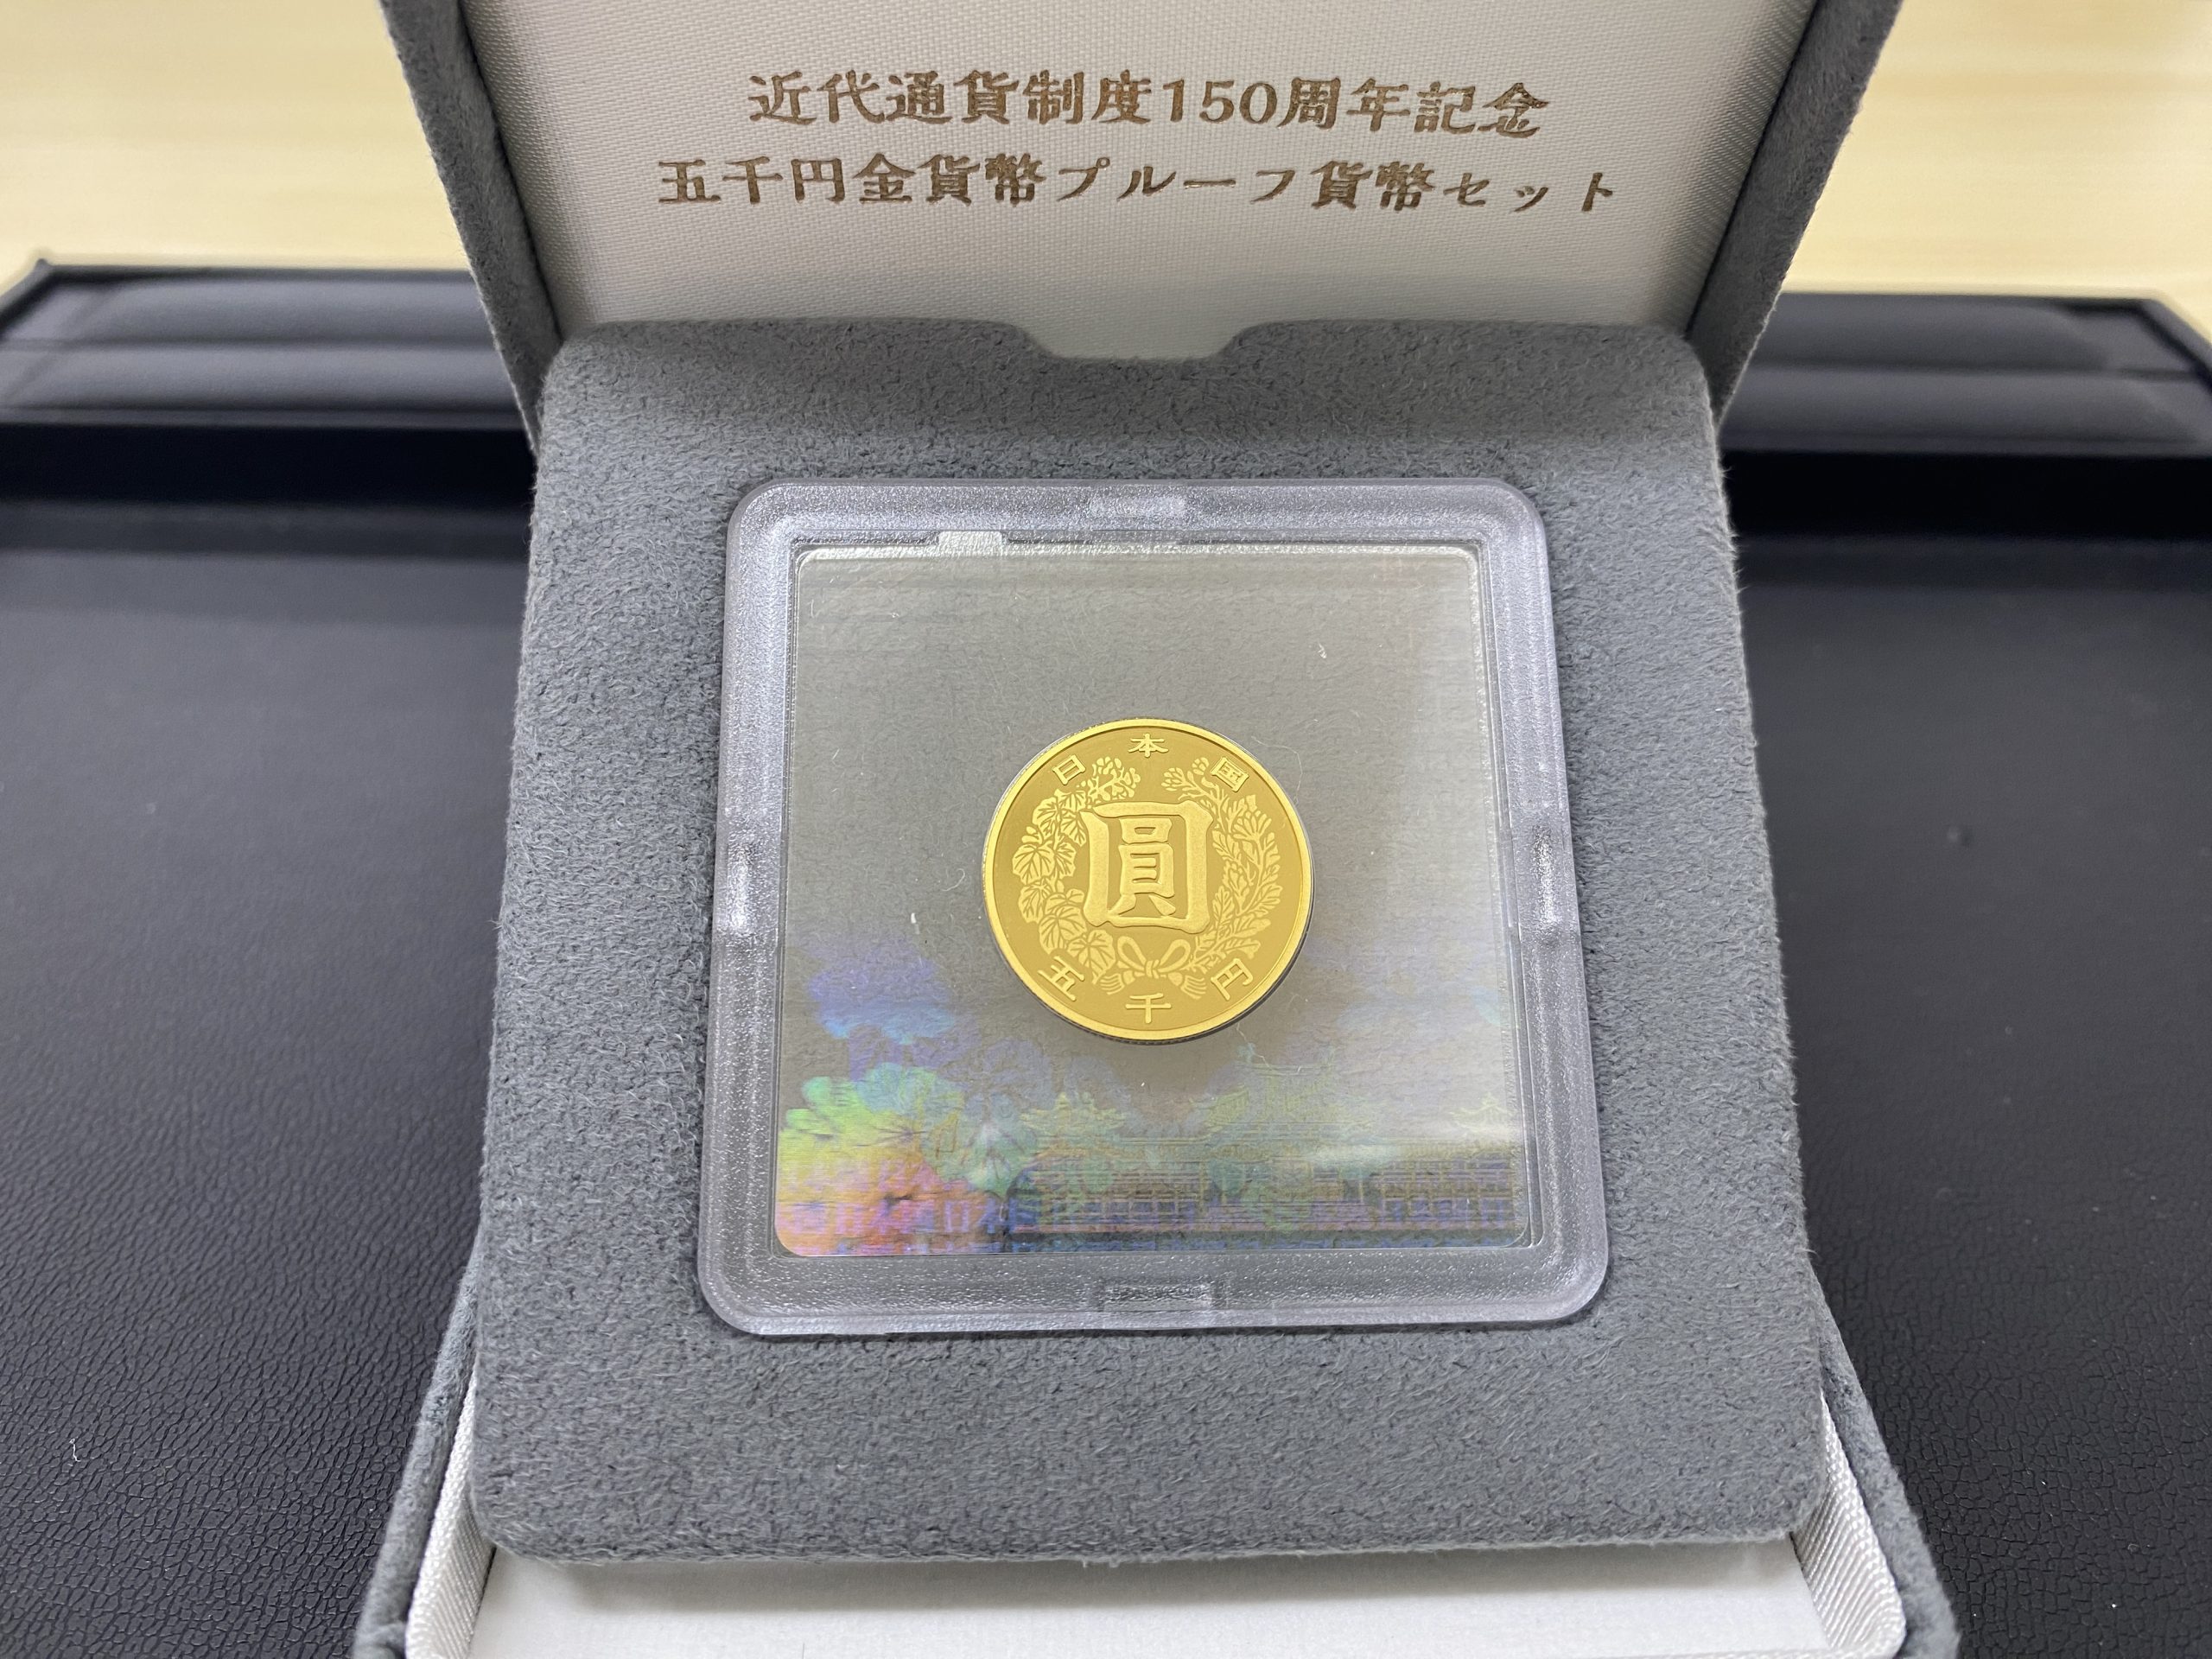 近代通貨制度150周年記念
五千円金貨幣プルーフ貨幣セット
日本国
圓
五千円